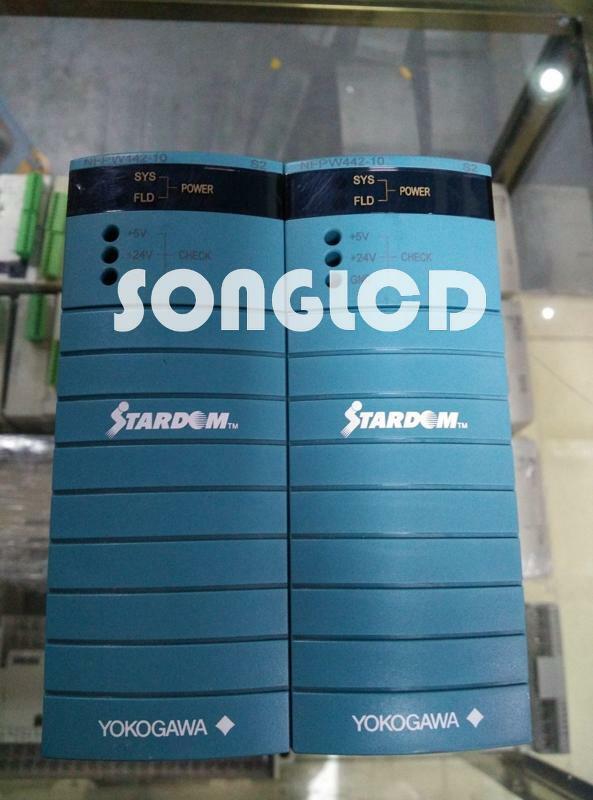 NFPW442-10 S2
SYS
FLD
POWER
+5V
+24V
CHECK
STARDOM™
YOKOGAWA
NFPW442-10 S2
SYS
FLD
POWER
+5V
+24V
CHECK
STARDOM™
YOKOGAWA
SONGLCD